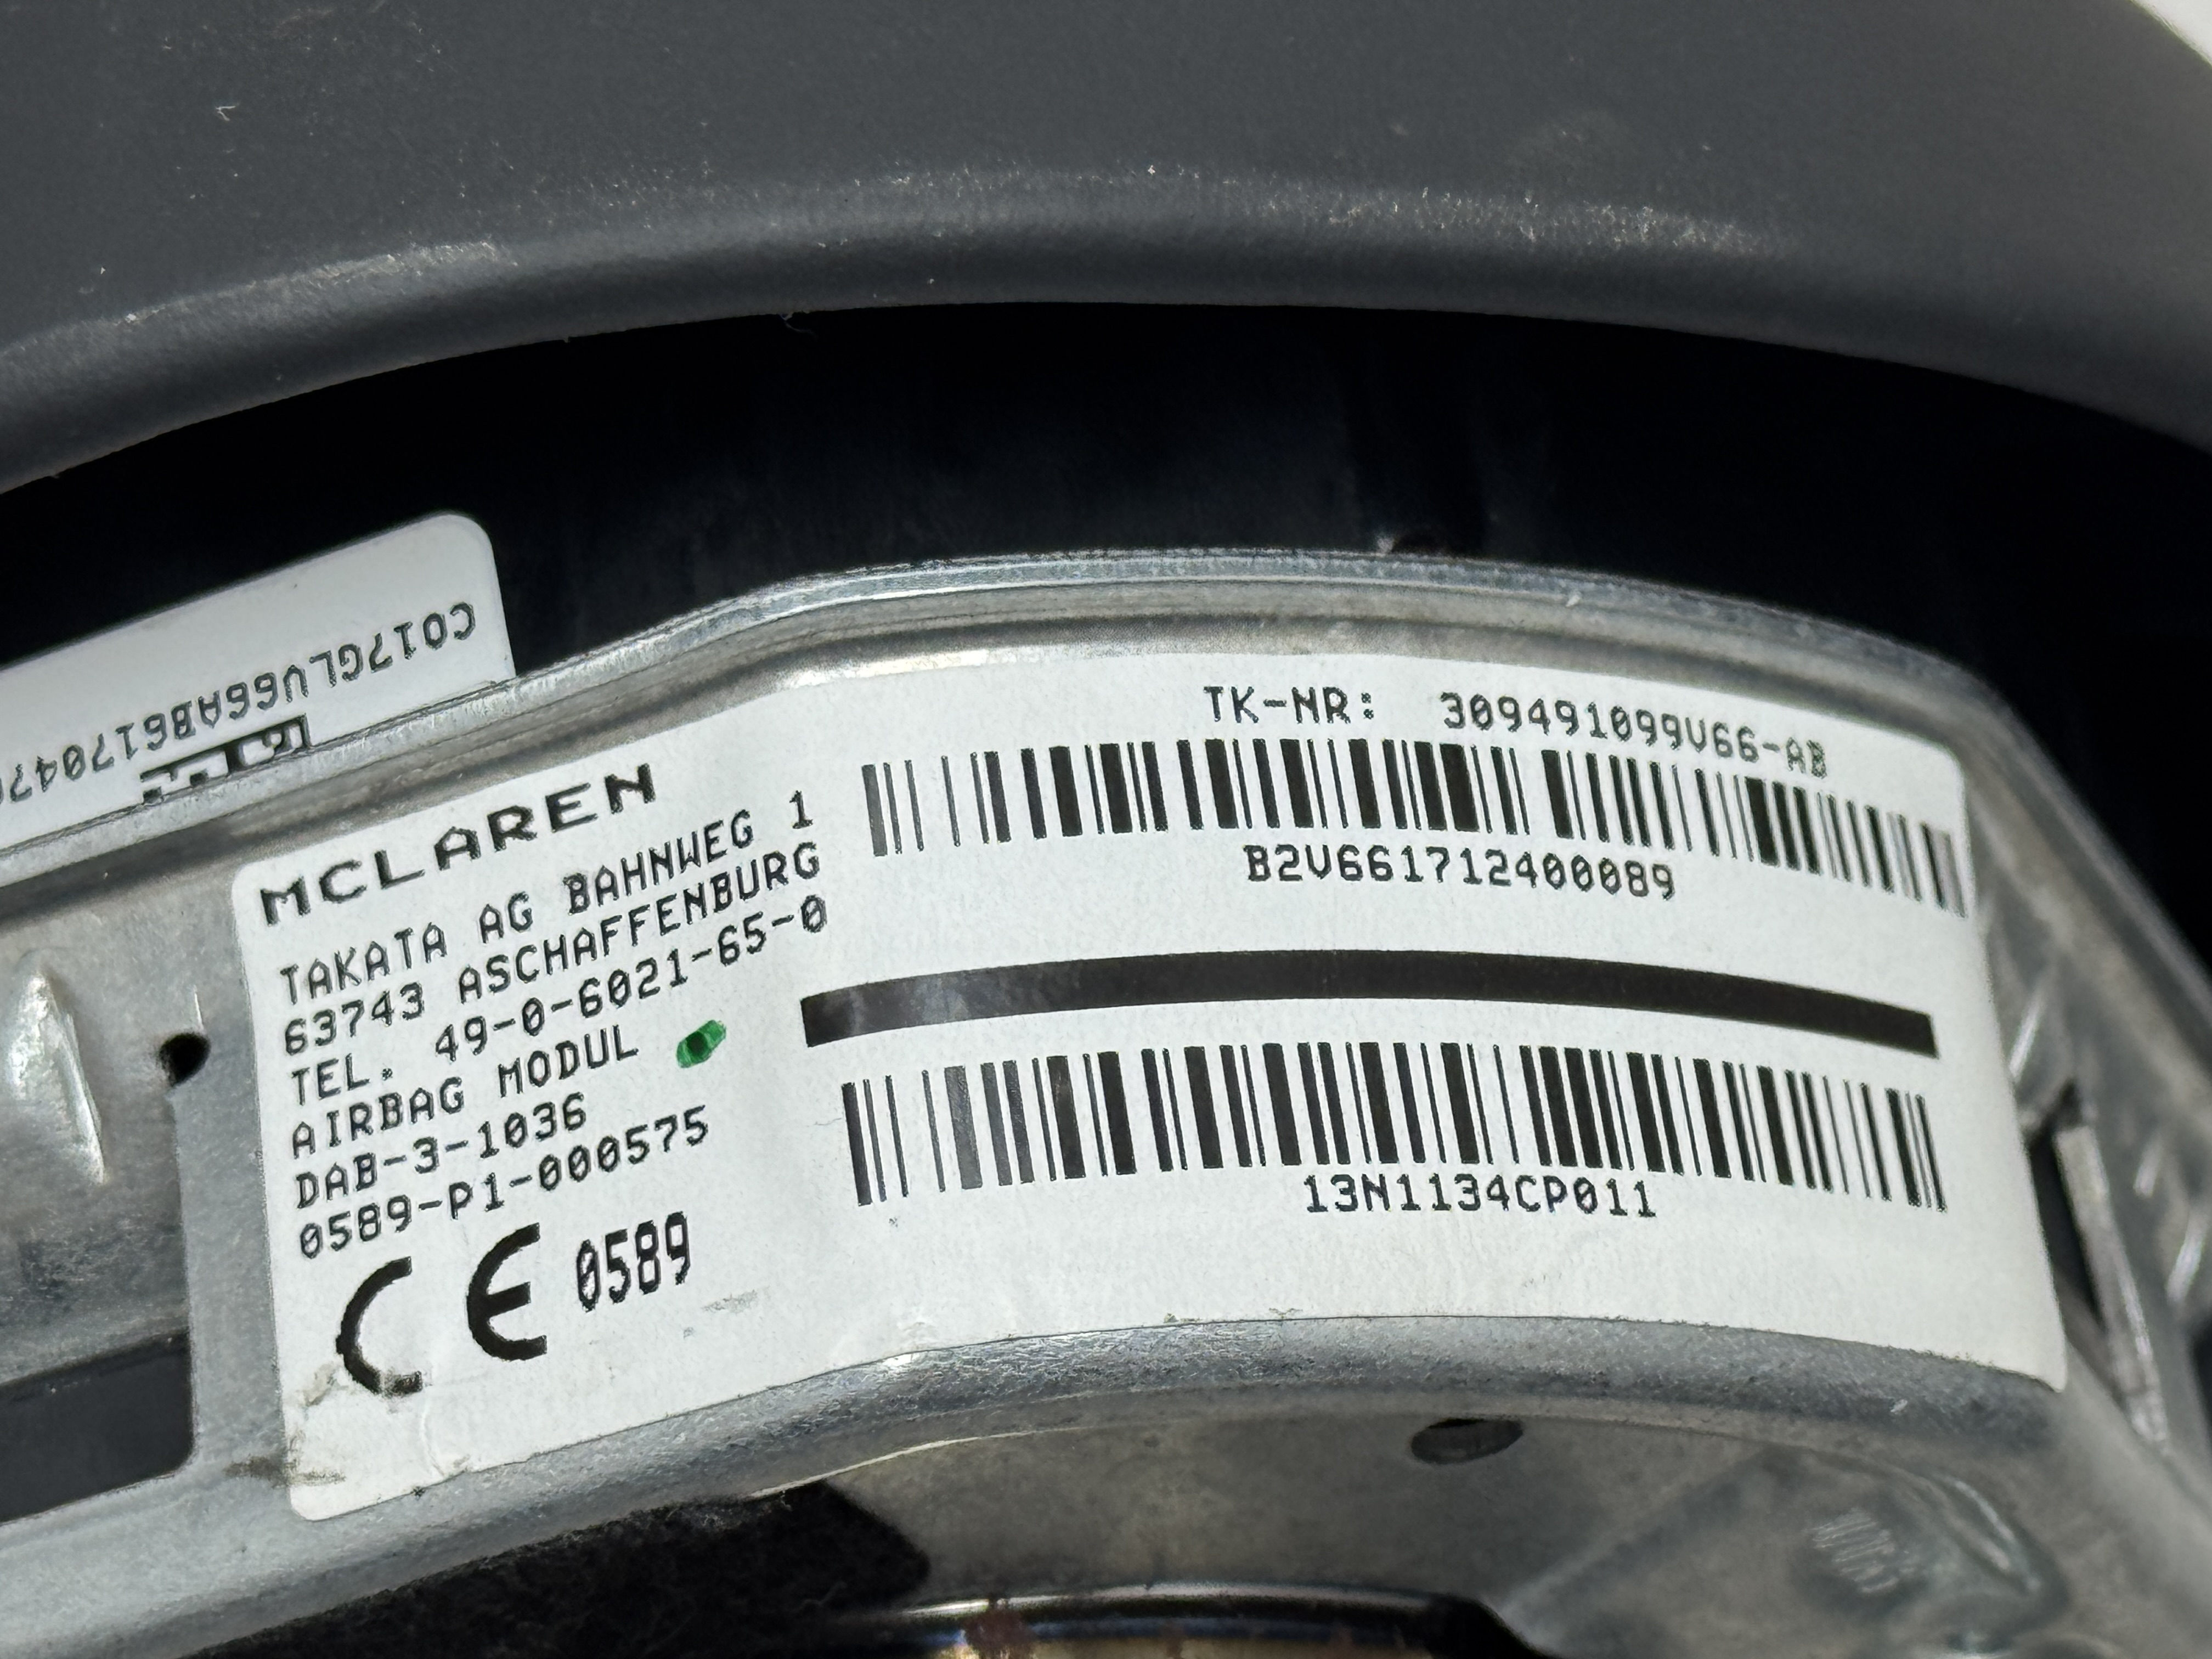 C017GLV66AB617047
MCLAREN
TAKATA AG BAHNWEG 1
63743 ASCHAFFENBURG
TEL. 49-0-6021-65-0
AIRBAG MODUL
DAB-3-1036
0589-P1-000575
CE 0589
TK-NR: 309491099V66-AB
B2V661712400089
13N1134CP011